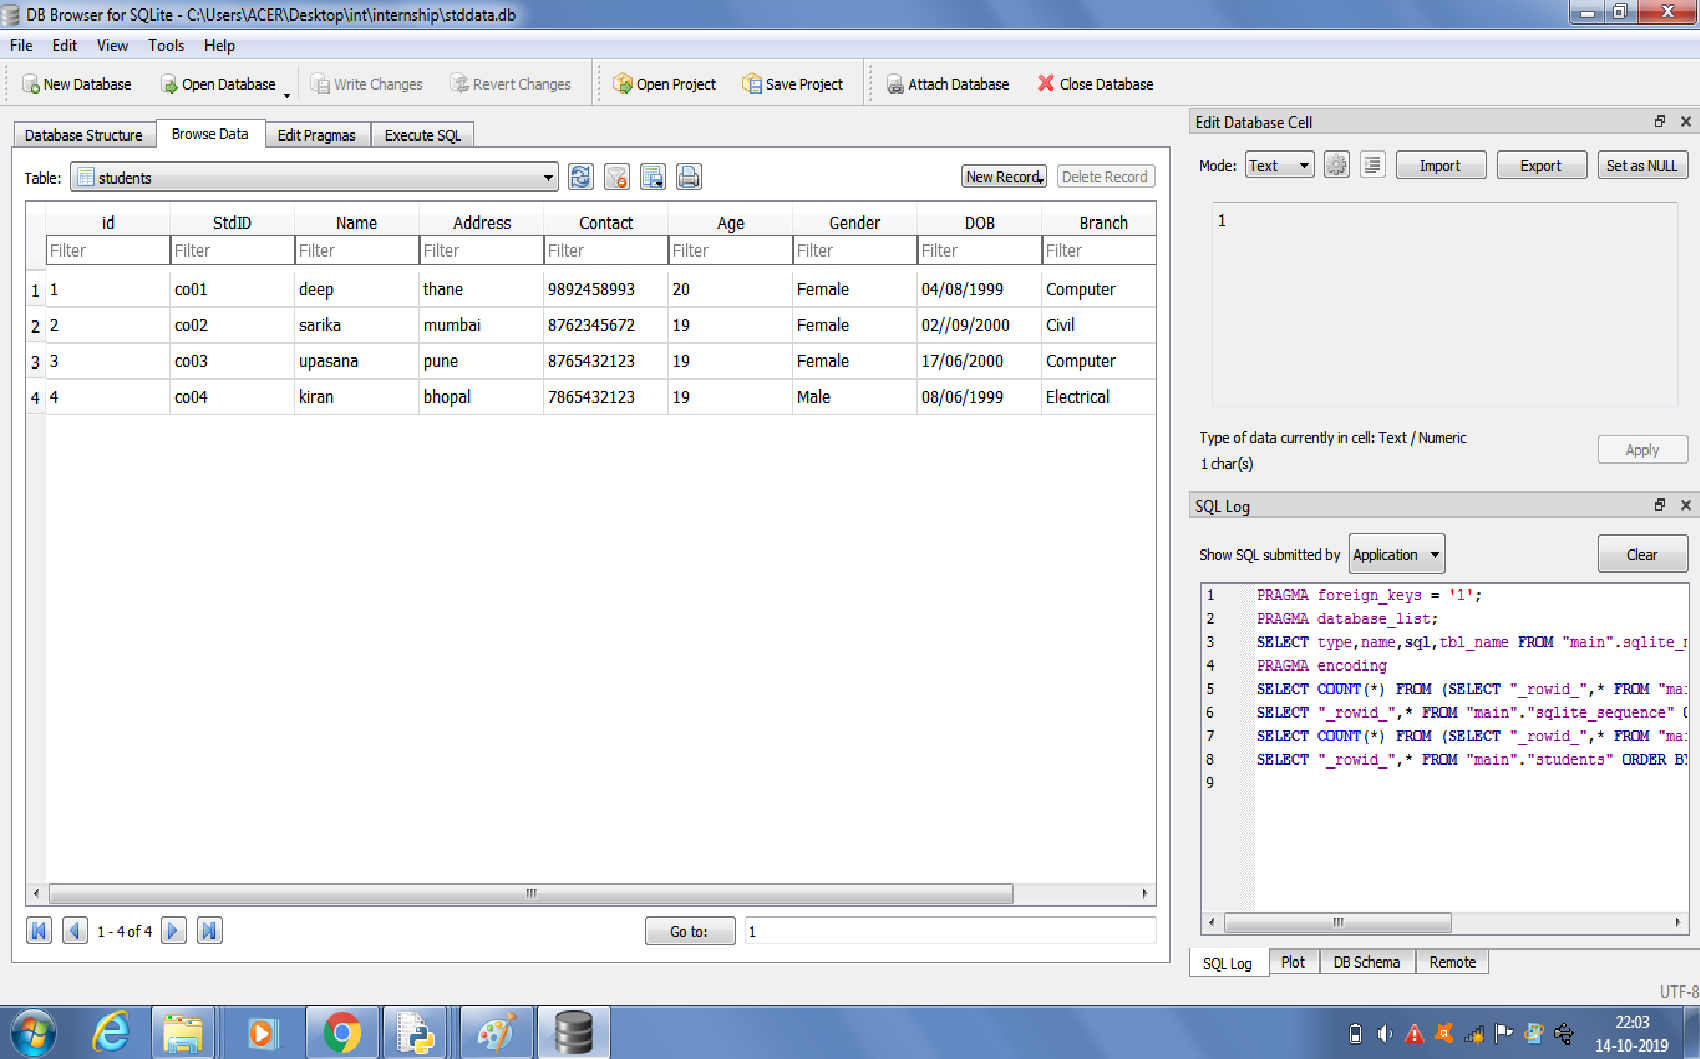 DB Browser for SQLite - C:\Users\ACER\Desktop\int\internship\stddata.db
File Edit View Tools Help
New Database Open Database Write Changes Revert Changes Open Project Save Project Attach Database Close Database
Database Structure Browse Data Edit Pragmas Execute SQL
Table: students New Record Delete Record
id StdID Name Address Contact Age Gender DOB Branch
Filter Filter Filter Filter Filter Filter Filter Filter Filter
1 1 co01 deep thane 9892458993 20 Female 04/08/1999 Computer
2 2 co02 sarika mumbai 8762345672 19 Female 02//09/2000 Civil
3 3 co03 upasana pune 8765432123 19 Female 17/06/2000 Computer
4 4 co04 kiran bhopal 7865432123 19 Male 08/06/1999 Electrical
1 - 4 of 4 Go to: 1
Edit Database Cell
Mode: Text Import Export Set as NULL
1
Type of data currently in cell: Text / Numeric
1 char(s)
Apply
SQL Log
Show SQL submitted by Application Clear
1 PRAGMA foreign_keys = '1';
2 PRAGMA database_list;
3 SELECT type,name,sql,tbl_name FROM "main".sqlite_
4 PRAGMA encoding
5 SELECT COUNT(*) FROM (SELECT "_rowid_",* FROM "mai
6 SELECT "_rowid_",* FROM "main"."sqlite_sequence"
7 SELECT COUNT(*) FROM (SELECT "_rowid_",* FROM "mai
8 SELECT "_rowid_",* FROM "main"."students" ORDER BY
9
SQL Log Plot DB Schema Remote
UTF-8
22:03
14-10-2019